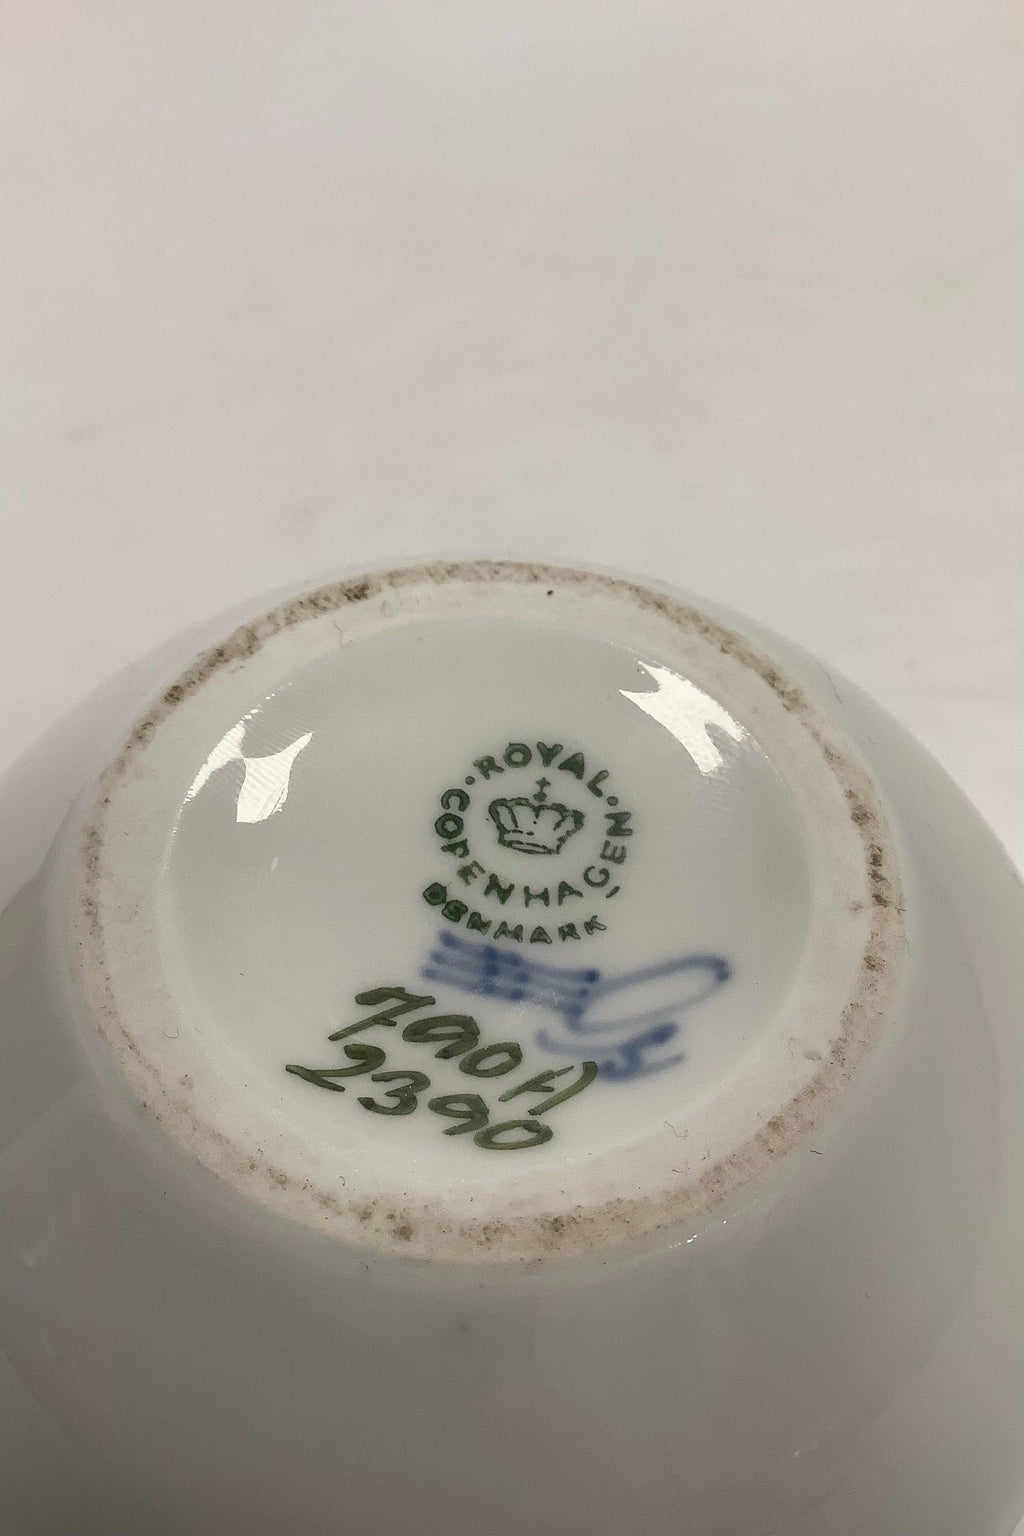 ROYAL
COPENHAGEN
DENMARK
790A
2390